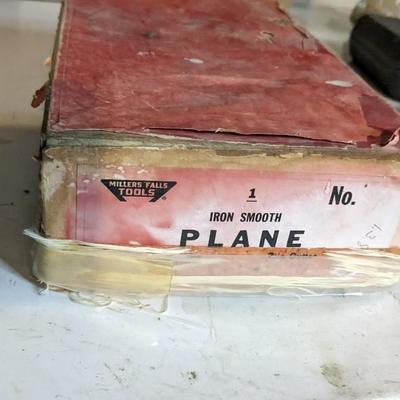 MILLERS FALLS
TOOLS
1
No.
IRON SMOOTH
PLANE